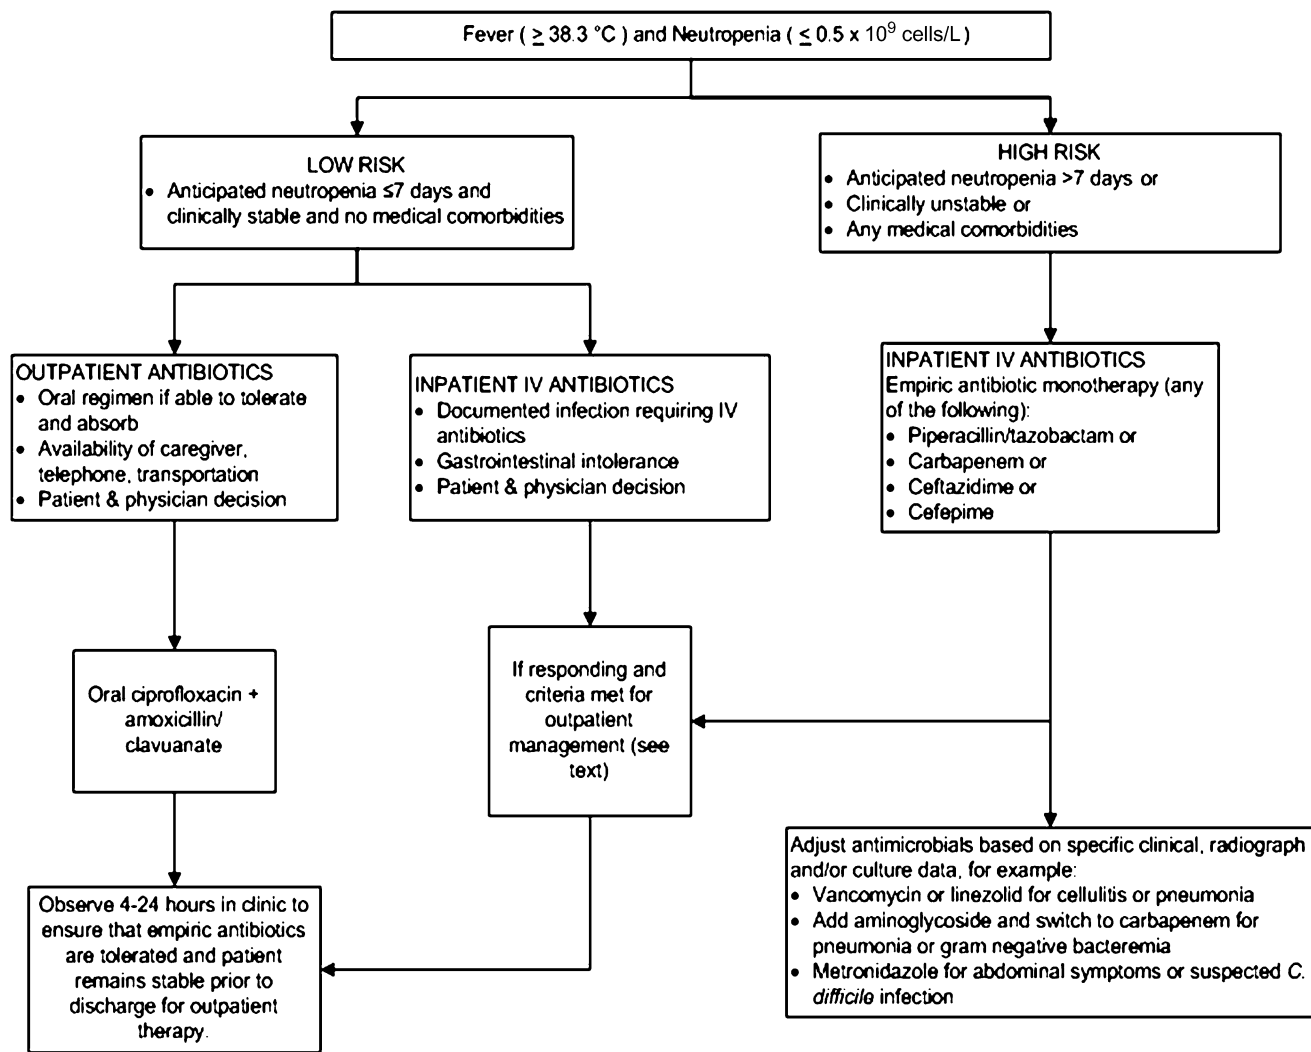 Fever ( ≥ 38.3 °C ) and Neutropenia ( ≤ 0.5 x 10⁹ cells/L)
LOW RISK
• Anticipated neutropenia ≤7 days and
clinically stable and no medical comorbidities
HIGH RISK
• Anticipated neutropenia >7 days or
• Clinically unstable or
• Any medical comorbidities
OUTPATIENT ANTIBIOTICS
• Oral regimen if able to tolerate
and absorb
• Availability of caregiver,
telephone, transportation
• Patient & physician decision
INPATIENT IV ANTIBIOTICS
• Documented infection requiring IV
antibiotics
• Gastrointestinal intolerance
• Patient & physician decision
INPATIENT IV ANTIBIOTICS
Empiric antibiotic monotherapy (any
of the following):
• Piperacillin/tazobactam or
• Carbapenem or
• Ceftazidime or
• Cefepime
Oral ciprofloxacin +
amoxicillin/
clavuanate
If responding and
criteria met for
outpatient
management (see
text)
Observe 4-24 hours in clinic to
ensure that empiric antibiotics
are tolerated and patient
remains stable prior to
discharge for outpatient
therapy.
Adjust antimicrobials based on specific clinical, radiograph
and/or culture data, for example:
• Vancomycin or linezolid for cellulitis or pneumonia
• Add aminoglycoside and switch to carbapenem for
pneumonia or gram negative bacteremia
• Metronidazole for abdominal symptoms or suspected C.
difficile infection